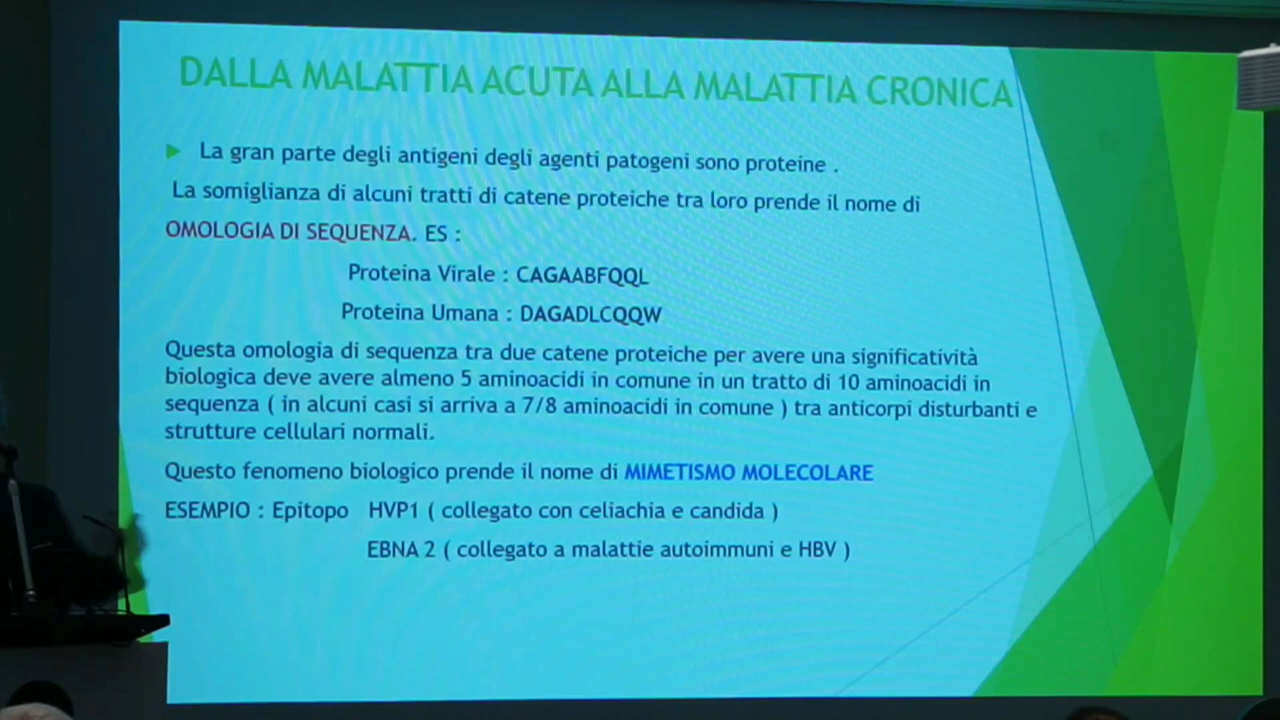 DALLA MALATTIA ACUTA ALLA MALATTIA CRONICA
La gran parte degli antigeni degli agenti patogeni sono proteine .
La somiglianza di alcuni tratti di catene proteiche tra loro prende il nome di
OMOLOGIA DI SEQUENZA. ES :
Proteina Virale : CAGAABFQQL
Proteina Umana : DAGADLCQQW
Questa omologia di sequenza tra due catene proteiche per avere una significatività
biologica deve avere almeno 5 aminoacidi in comune in un tratto di 10 aminoacidi in
sequenza ( in alcuni casi si arriva a 7/8 aminoacidi in comune ) tra anticorpi disturbanti e
strutture cellulari normali.
Questo fenomeno biologico prende il nome di MIMETISMO MOLECOLARE
ESEMPIO : Epitopo HVP1 ( collegato con celiachia e candida )
EBNA 2 ( collegato a malattie autoimmuni e HBV )